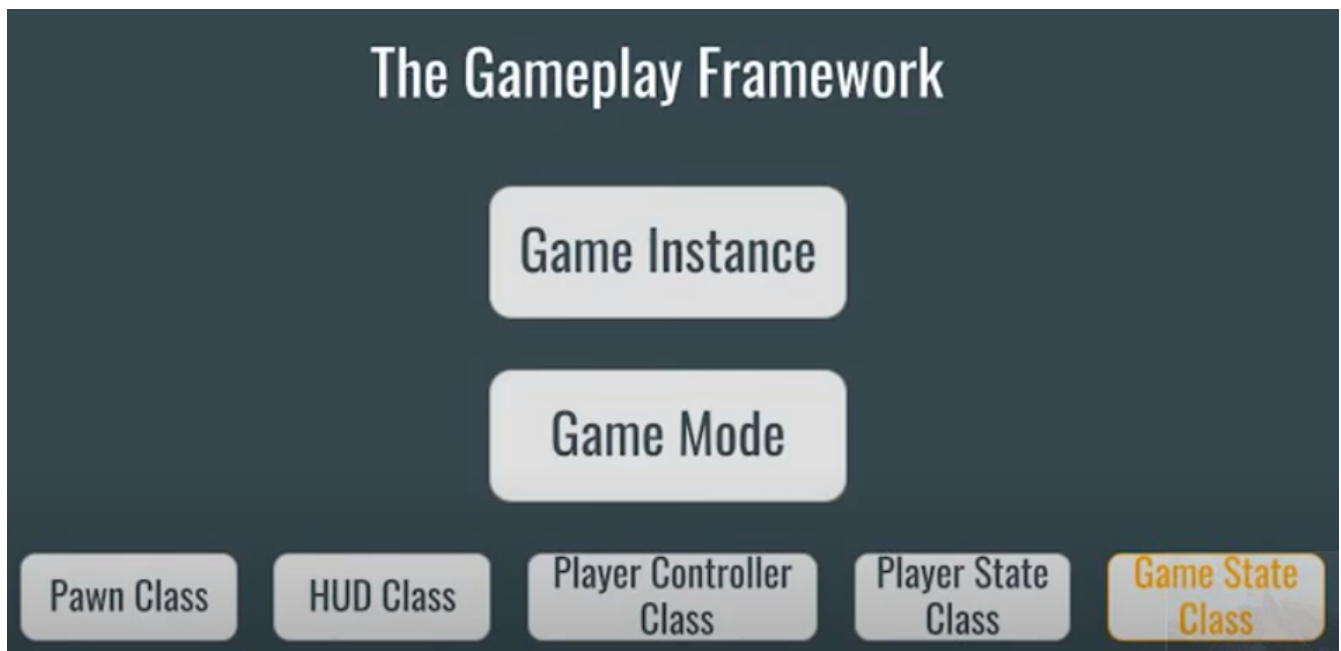 The Gameplay Framework
Game Instance
Game Mode
Pawn Class
HUD Class
Player Controller
Class
Player State
Class
Game State
Class